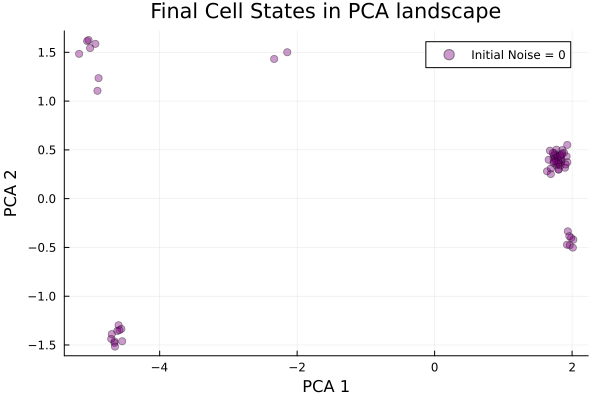 Final Cell States in PCA landscape
Initial Noise = 0
PCA 2
1.5
1.0
0.5
0.0
−0.5
−1.0
−1.5
−4
−2
0
2
PCA 1